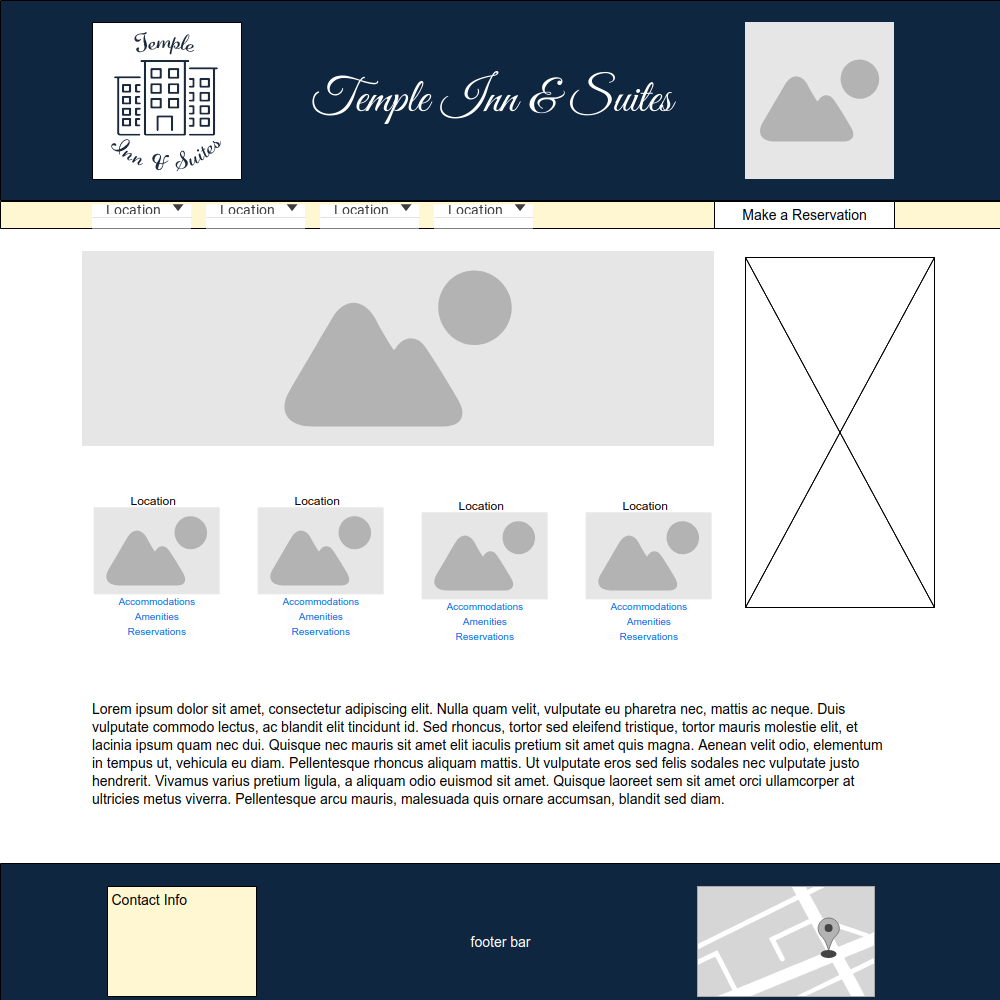 Temple
Inn & Suites
Temple Inn & Suites
Location
Location
Location
Location
Make a Reservation
Location
Accommodations
Amenities
Reservations
Location
Accommodations
Amenities
Reservations
Location
Accommodations
Amenities
Reservations
Location
Accommodations
Amenities
Reservations
Lorem ipsum dolor sit amet, consectetur adipiscing elit. Nulla quam velit, vulputate eu pharetra nec, mattis ac neque. Duis
vulputate commodo lectus, ac blandit elit tincidunt id. Sed rhoncus, tortor sed eleifend tristique, tortor mauris molestie elit, et
lacinia ipsum quam nec dui. Quisque nec mauris sit amet elit iaculis pretium sit amet quis magna. Aenean velit odio, elementum
in tempus ut, vehicula eu diam. Pellentesque rhoncus aliquam mattis. Ut vulputate eros sed felis sodales nec vulputate justo
hendrerit. Vivamus varius pretium ligula, a aliquam odio euismod sit amet. Quisque laoreet sem sit amet orci ullamcorper at
ultricies metus viverra. Pellentesque arcu mauris, malesuada quis ornare accumsan, blandit sed diam.
Contact Info
footer bar